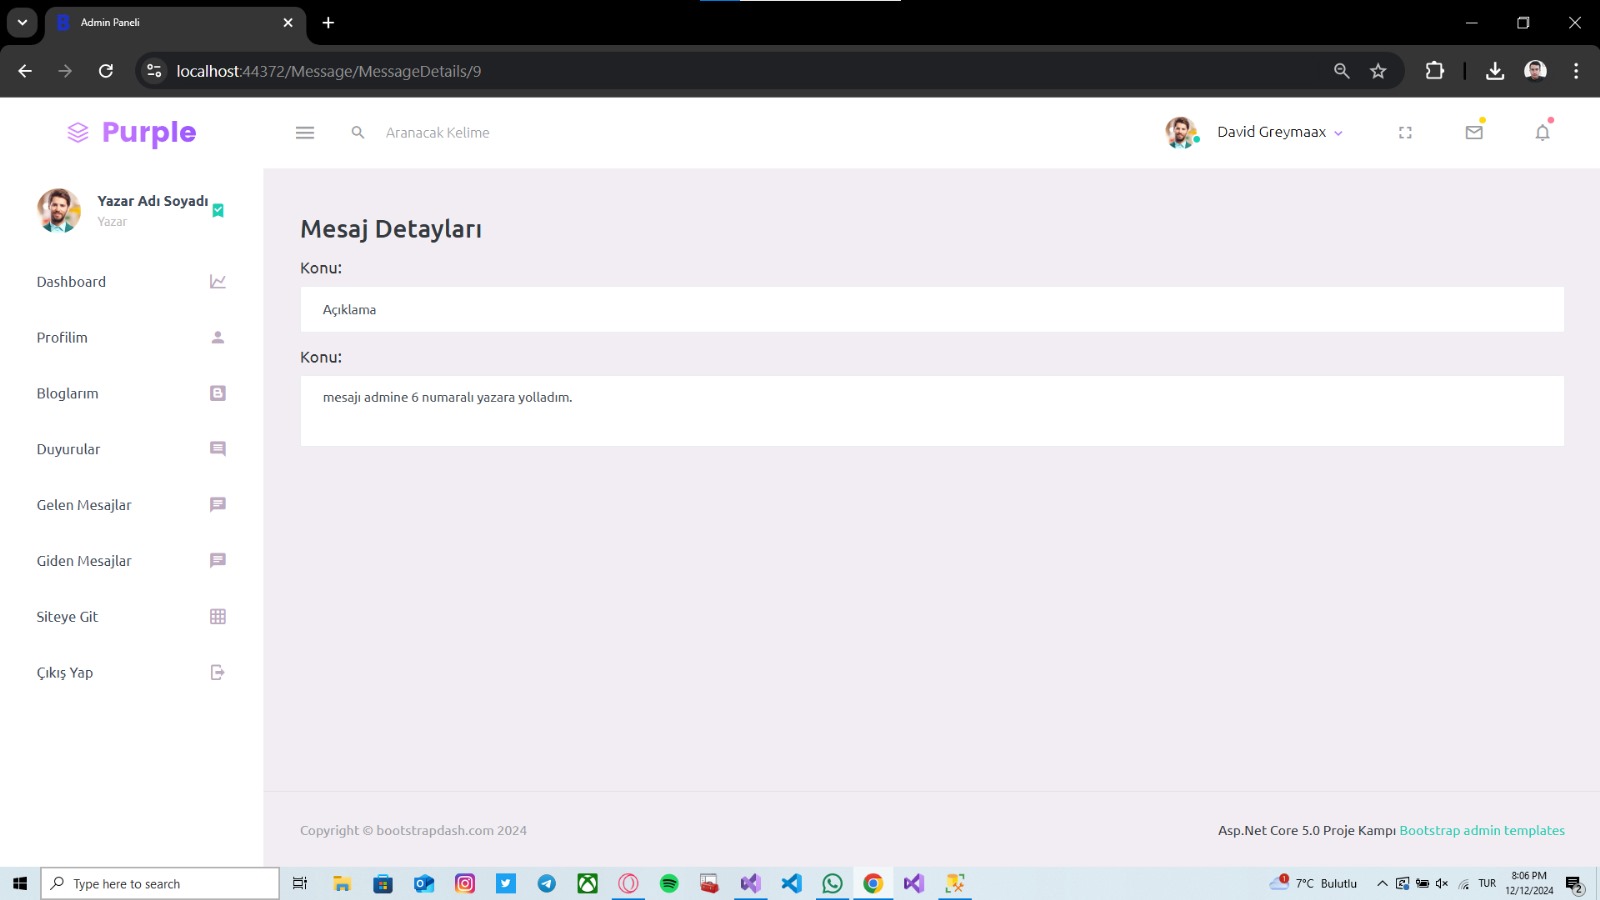 Admin Paneli
localhost:44372/Message/MessageDetails/9
Purple
Aranacak Kelime
David Greymaax
Yazar Adı Soyadı
Yazar
Dashboard
Profilim
Bloglarım
Duyurular
Gelen Mesajlar
Giden Mesajlar
Siteye Git
Çıkış Yap
Mesaj Detayları
Konu:
Açıklama
Konu:
mesajı admine 6 numaralı yazara yolladım.
Copyright © bootstrapdash.com 2024
Asp.Net Core 5.0 Proje Kampı Bootstrap admin templates
Type here to search
1
7°C Bulutlu
TUR
8:06 PM
12/12/2024
2